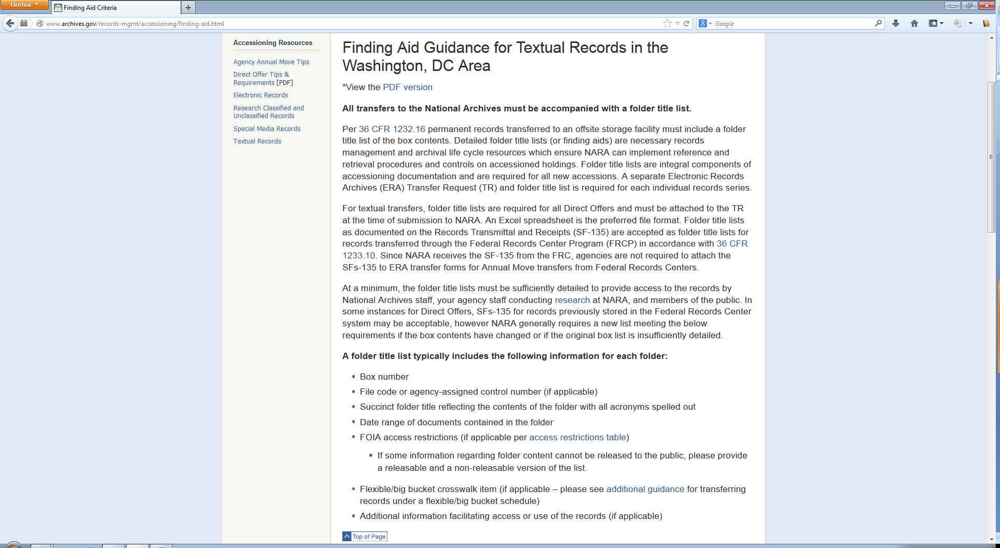 Firefox
Finding Aid Criteria
www.archives.gov/records-mgmt/accessioning/finding-aid.html
Google
Accessioning Resources
Agency Annual Move Tips
Direct Offer Tips &
Requirements [PDF]
Electronic Records
Research Classified and
Unclassified Records
Special Media Records
Textual Records
Finding Aid Guidance for Textual Records in the
Washington, DC Area
*View the PDF version
All transfers to the National Archives must be accompanied with a folder title list.
Per 36 CFR 1232.16 permanent records transferred to an offsite storage facility must include a folder
title list of the box contents. Detailed folder title lists (or finding aids) are necessary records
management and archival life cycle resources which ensure NARA can implement reference and
retrieval procedures and controls on accessioned holdings. Folder title lists are integral components of
accessioning documentation and are required for all new accessions. A separate Electronic Records
Archives (ERA) Transfer Request (TR) and folder title list is required for each individual records series.
For textual transfers, folder title lists are required for all Direct Offers and must be attached to the TR
at the time of submission to NARA. An Excel spreadsheet is the preferred file format. Folder title lists
as documented on the Records Transmittal and Receipts (SF-135) are accepted as folder title lists for
records transferred through the Federal Records Center Program (FRCP) in accordance with 36 CFR
1233.10. Since NARA receives the SF-135 from the FRC, agencies are not required to attach the
SFs-135 to ERA transfer forms for Annual Move transfers from Federal Records Centers.
At a minimum, the folder title lists must be sufficiently detailed to provide access to the records by
National Archives staff, your agency staff conducting research at NARA, and members of the public. In
some instances for Direct Offers, SFs-135 for records previously stored in the Federal Records Center
system may be acceptable, however NARA generally requires a new list meeting the below
requirements if the box contents have changed or if the original box list is insufficiently detailed.
A folder title list typically includes the following information for each folder:
Box number
File code or agency-assigned control number (if applicable)
Succinct folder title reflecting the contents of the folder with all acronyms spelled out
Date range of documents contained in the folder
FOIA access restrictions (if applicable per access restrictions table)
If some information regarding folder content cannot be released to the public, please provide
a releasable and a non-releasable version of the list.
Flexible/big bucket crosswalk item (if applicable – please see additional guidance for transferring
records under a flexible/big bucket schedule)
Additional information facilitating access or use of the records (if applicable)
Top of Page